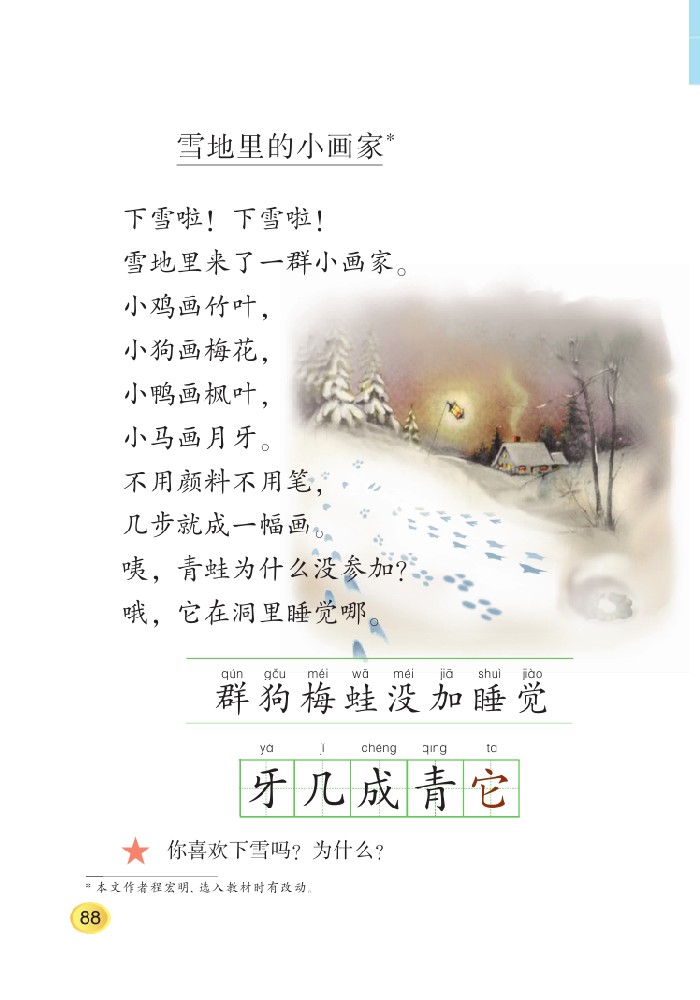 雪地里的小画家*
下雪啦！下雪啦！
雪地里来了一群小画家。
小鸡画竹叶，
小狗画梅花，
小鸭画枫叶，
小马画月牙。
不用颜料不用笔，
几步就成一幅画。
咦，青蛙为什么没参加？
哦，它在洞里睡觉哪。
qún gǒu méi wā méi jiā shuì jiào
群狗梅蛙没加睡觉
yá jǐ chéng qīng tā
牙几成青它
★ 你喜欢下雪吗？为什么？
* 本文作者程宏明，选入教材时有改动。
88